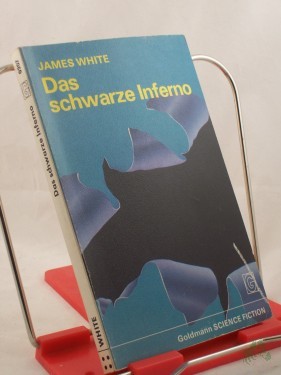 JAMES WHITE
Das
schwarze Inferno
Goldmann SCIENCE FICTION
Das schwarze Inferno
WHITE